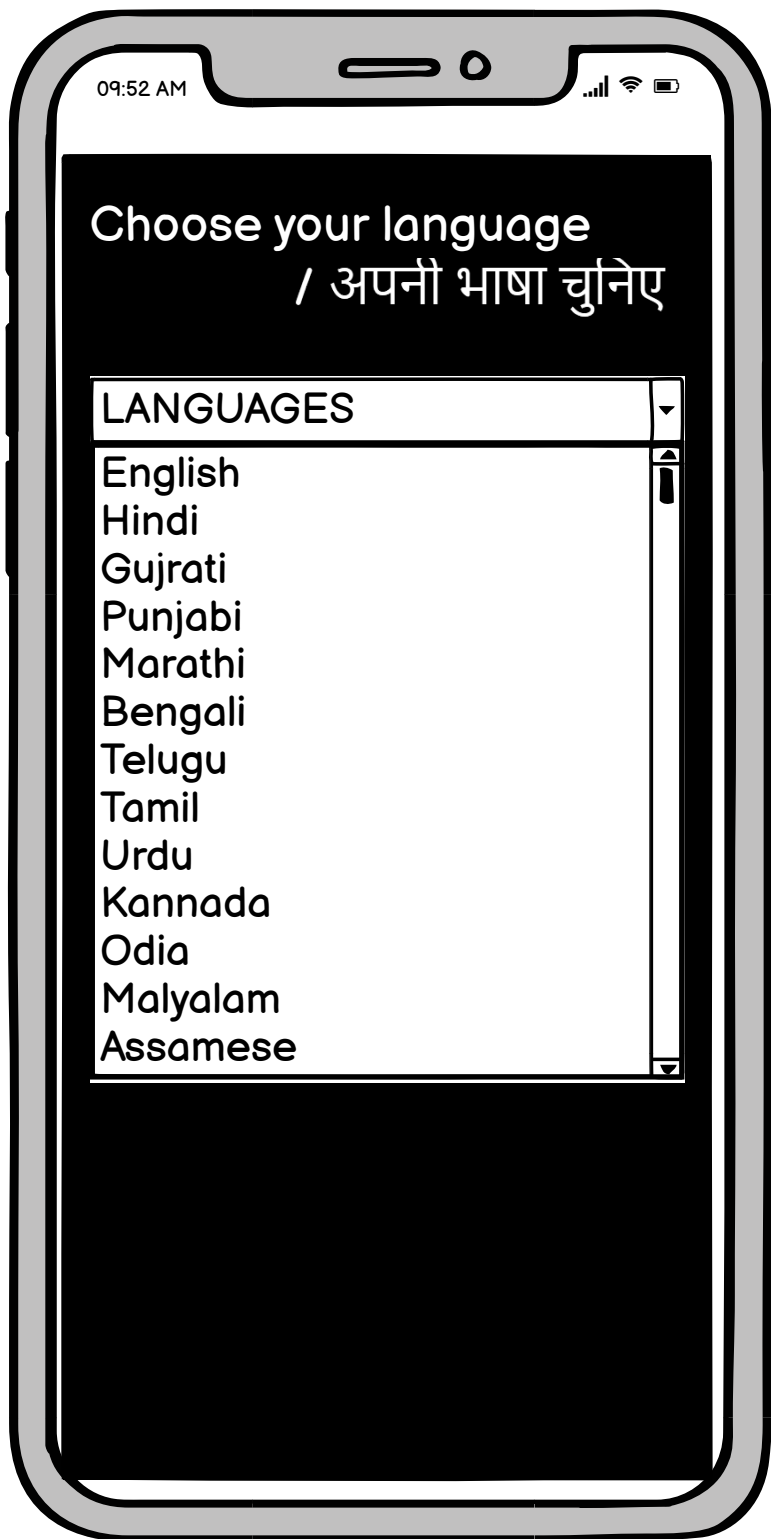 09:52 AM
Choose your language
/ अपनी भाषा चुनिए
LANGUAGES
English
Hindi
Gujrati
Punjabi
Marathi
Bengali
Telugu
Tamil
Urdu
Kannada
Odia
Malyalam
Assamese